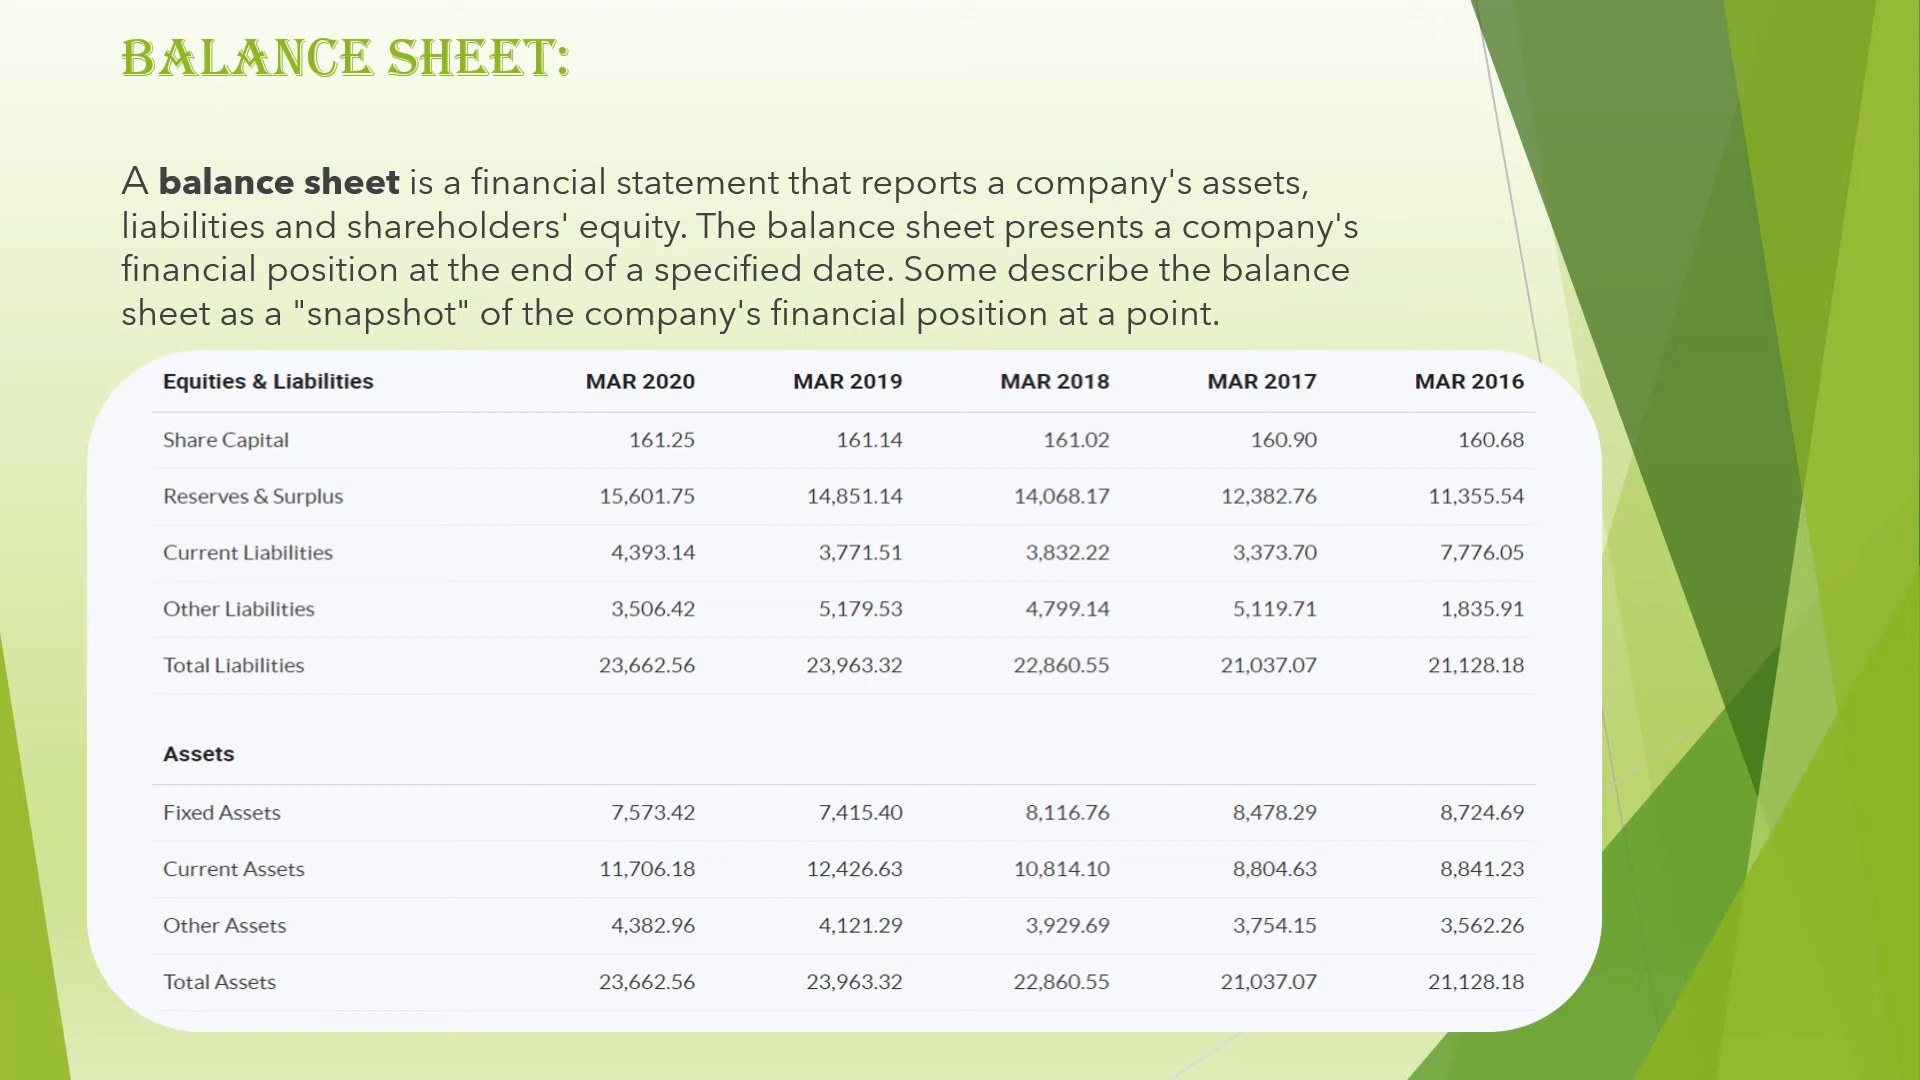 BALANCE SHEET:
A balance sheet is a financial statement that reports a company's assets,
liabilities and shareholders' equity. The balance sheet presents a company's
financial position at the end of a specified date. Some describe the balance
sheet as a "snapshot" of the company's financial position at a point.
Equities & Liabilities MAR 2020 MAR 2019 MAR 2018 MAR 2017 MAR 2016
Share Capital 161.25 161.14 161.02 160.90 160.68
Reserves & Surplus 15,601.75 14,851.14 14,068.17 12,382.76 11,355.54
Current Liabilities 4,393.14 3,771.51 3,832.22 3,373.70 7,776.05
Other Liabilities 3,506.42 5,179.53 4,799.14 5,119.71 1,835.91
Total Liabilities 23,662.56 23,963.32 22,860.55 21,037.07 21,128.18
Assets
Fixed Assets 7,573.42 7,415.40 8,116.76 8,478.29 8,724.69
Current Assets 11,706.18 12,426.63 10,814.10 8,804.63 8,841.23
Other Assets 4,382.96 4,121.29 3,929.69 3,754.15 3,562.26
Total Assets 23,662.56 23,963.32 22,860.55 21,037.07 21,128.18